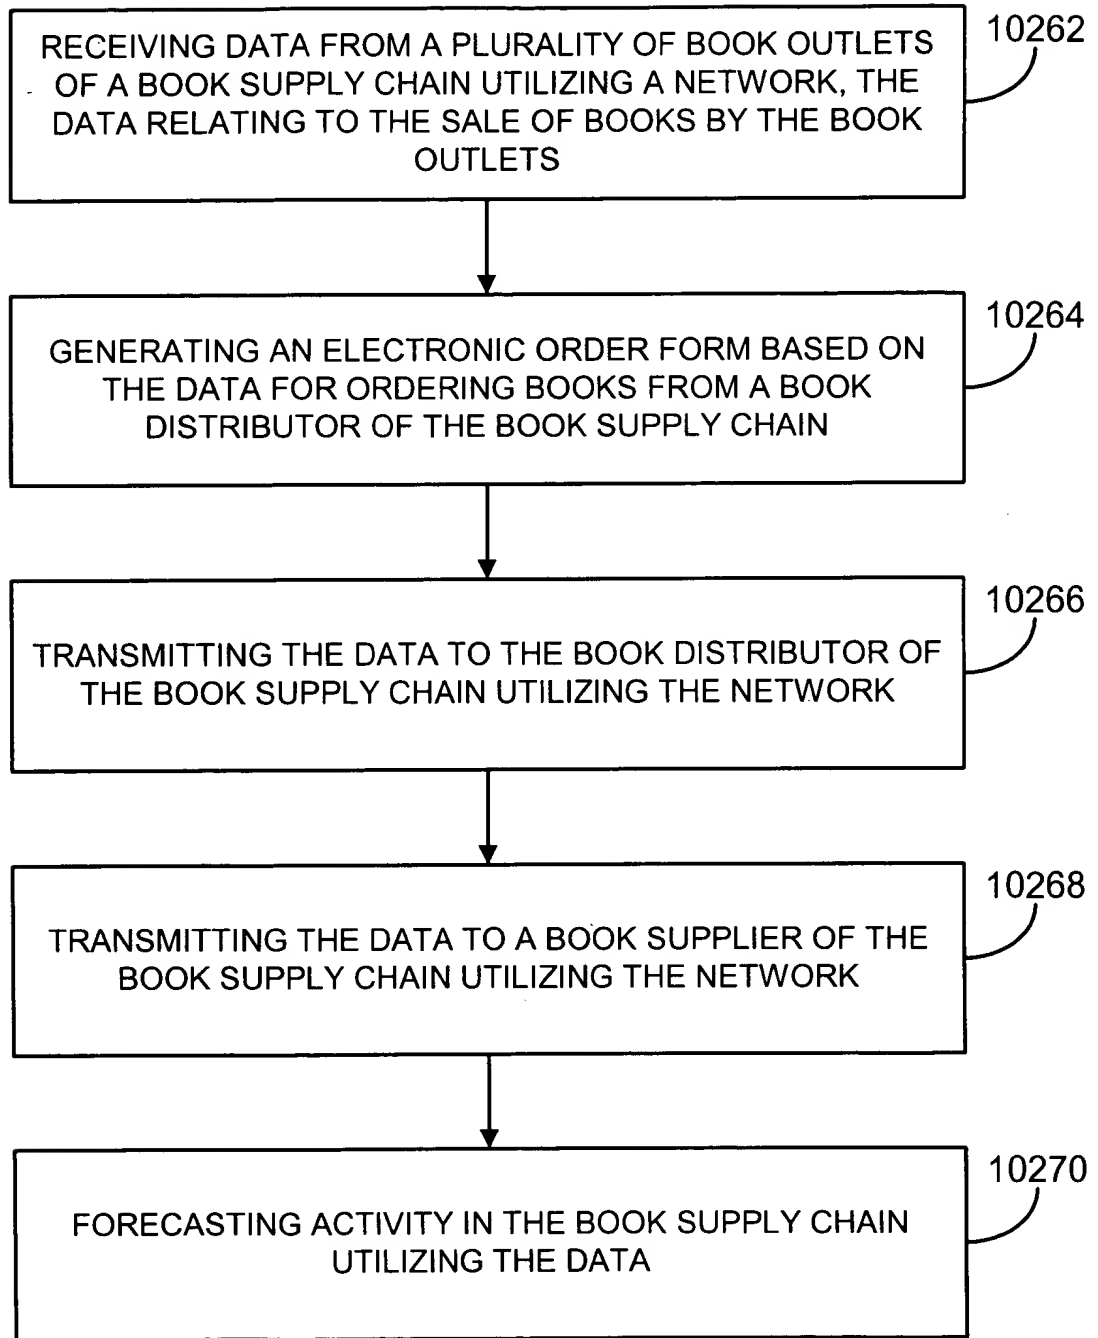 RECEIVING DATA FROM A PLURALITY OF BOOK OUTLETS
OF A BOOK SUPPLY CHAIN UTILIZING A NETWORK, THE
DATA RELATING TO THE SALE OF BOOKS BY THE BOOK
OUTLETS
10262
GENERATING AN ELECTRONIC ORDER FORM BASED ON
THE DATA FOR ORDERING BOOKS FROM A BOOK
DISTRIBUTOR OF THE BOOK SUPPLY CHAIN
10264
TRANSMITTING THE DATA TO THE BOOK DISTRIBUTOR OF
THE BOOK SUPPLY CHAIN UTILIZING THE NETWORK
10266
TRANSMITTING THE DATA TO A BOOK SUPPLIER OF THE
BOOK SUPPLY CHAIN UTILIZING THE NETWORK
10268
FORECASTING ACTIVITY IN THE BOOK SUPPLY CHAIN
UTILIZING THE DATA
10270